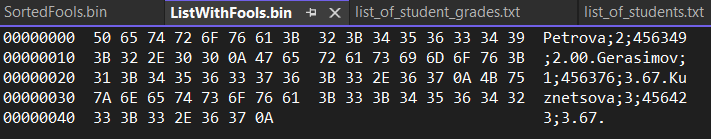 SortedFools.bin ListWithFools.bin list_of_student_grades.txt list_of_students.txt
00000000 50 65 74 72 6F 76 61 3B 32 3B 34 35 36 33 34 39 Petrova;2;456349
00000010 3B 32 2E 30 30 0A 47 65 72 61 73 69 6D 6F 76 3B ;2.00.Gerasimov;
00000020 31 3B 34 35 36 33 37 36 3B 33 2E 36 37 0A 4B 75 1;456376;3.67.Ku
00000030 7A 6E 65 74 73 6F 76 61 3B 33 3B 34 35 36 34 32 znetsova;3;45642
00000040 33 3B 33 2E 36 37 0A 3;3.67.